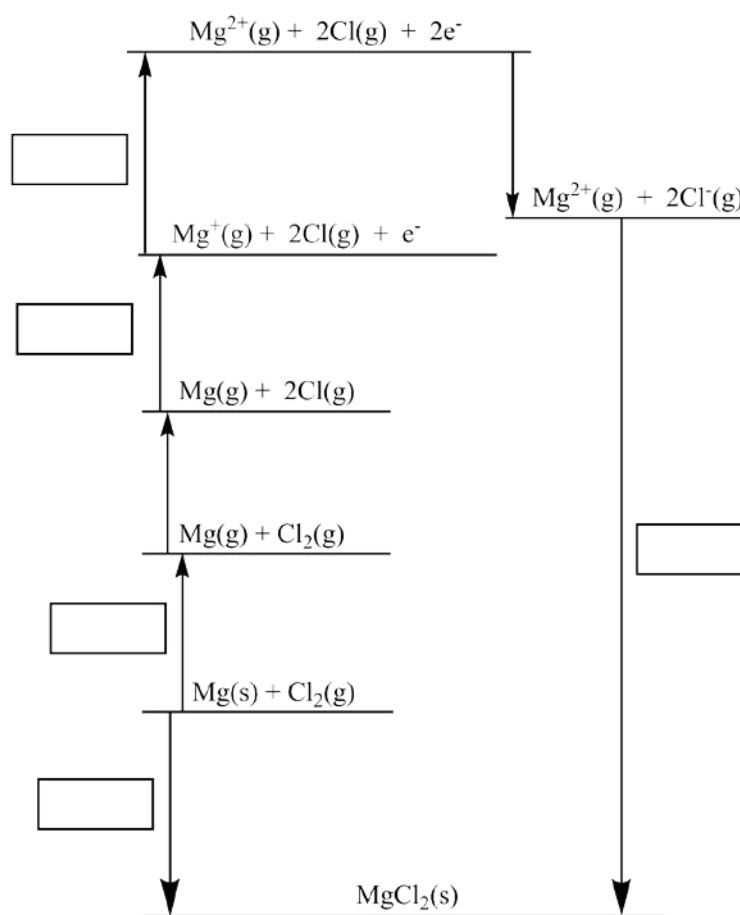 Mg²⁺(g) + 2Cl(g) + 2e⁻
Mg²⁺(g) + 2Cl⁻(g)
Mg⁺(g) + 2Cl(g) + e⁻
Mg(g) + 2Cl(g)
Mg(g) + Cl₂(g)
Mg(s) + Cl₂(g)
MgCl₂(s)